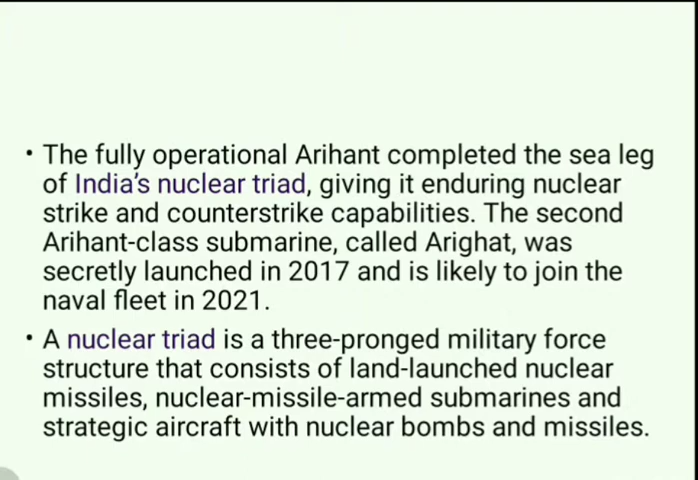 • The fully operational Arihant completed the sea leg
of India's nuclear triad, giving it enduring nuclear
strike and counterstrike capabilities. The second
Arihant-class submarine, called Arighat, was
secretly launched in 2017 and is likely to join the
naval fleet in 2021.
• A nuclear triad is a three-pronged military force
structure that consists of land-launched nuclear
missiles, nuclear-missile-armed submarines and
strategic aircraft with nuclear bombs and missiles.